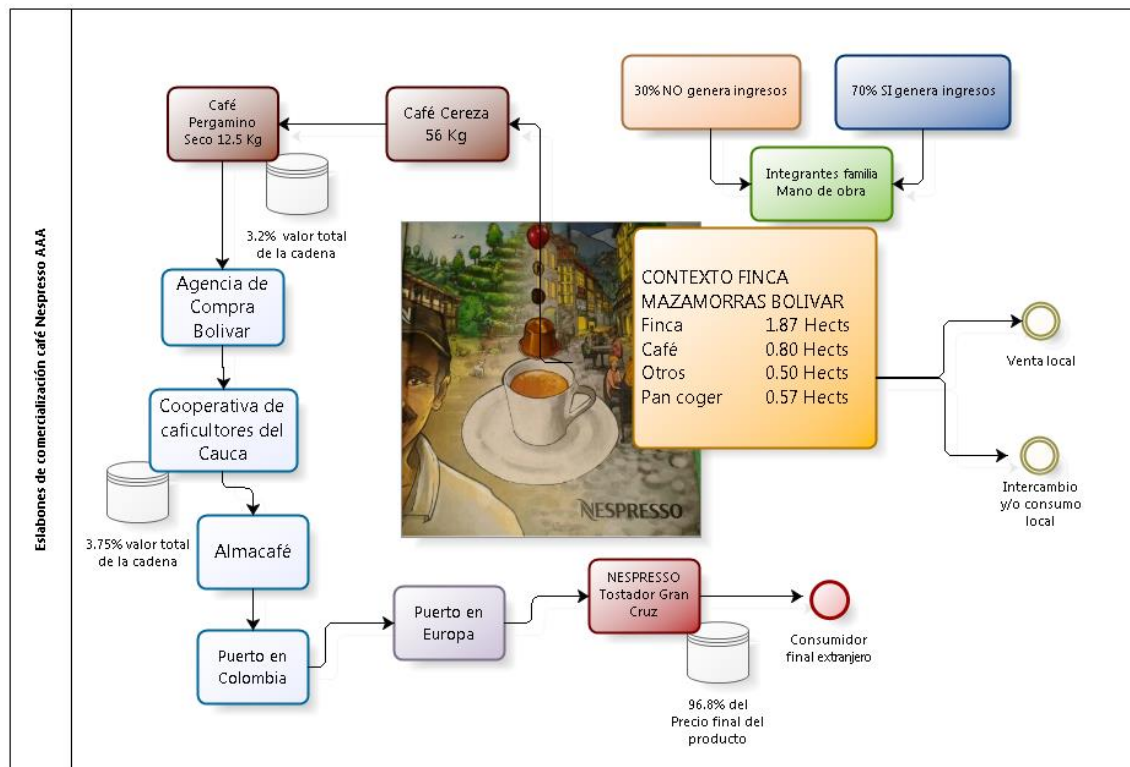 Eslabones de comercialización café Nespresso AAA
30% NO genera ingresos
70% SI genera ingresos
Integrantes familia
Mano de obra
Café
Pergamino
Seco 12.5 Kg
Café Cereza
56 Kg
3.2% valor total
de la cadena
Agencia de
Compra
Bolivar
Cooperativa de
caficultores del
Cauca
3.75% valor total
de la cadena
Almacafé
Puerto en
Colombia
Puerto en
Europa
NESPRESSO
Tostador Gran
Cruz
96.8% del
Precio final del
producto
Consumidor
final extranjero
NESPRESSO
CONTEXTO FINCA
MAZAMORRAS BOLIVAR
Finca 1.87 Hects
Café 0.80 Hects
Otros 0.50 Hects
Pan coger 0.57 Hects
Venta local
Intercambio
y/o consumo
local